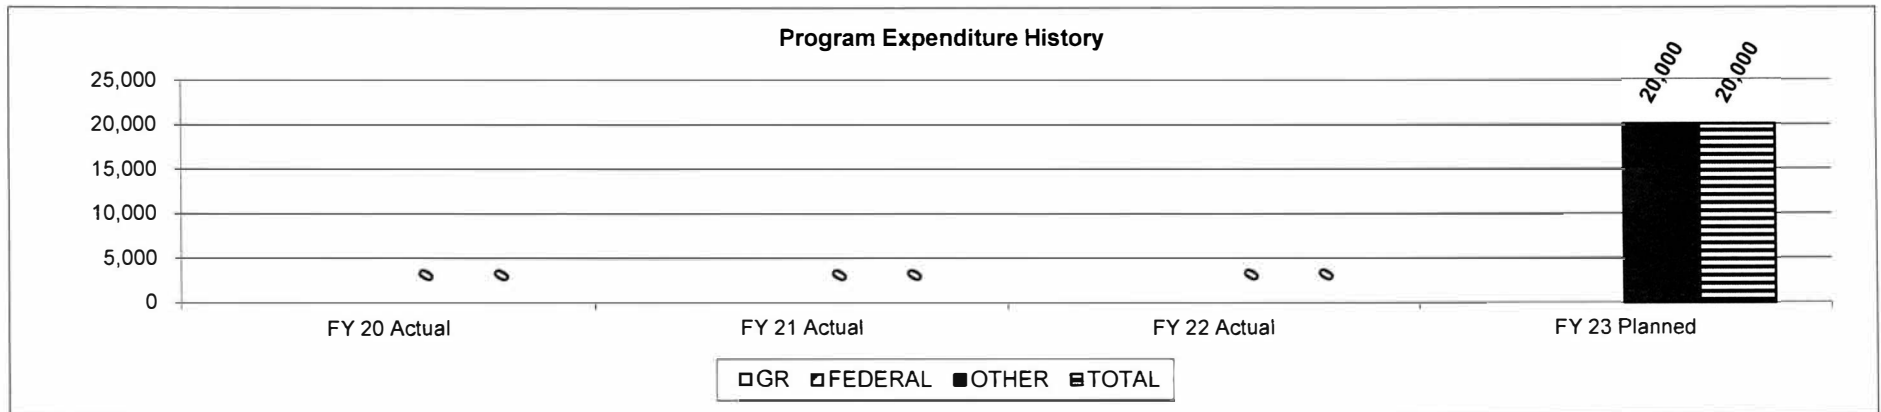 Program Expenditure History
20,000 20,000
25,000
20,000
15,000
10,000
5,000
0
0 0 0 0 0 0
FY 20 Actual FY 21 Actual FY 22 Actual FY 23 Planned
GR FEDERAL OTHER TOTAL